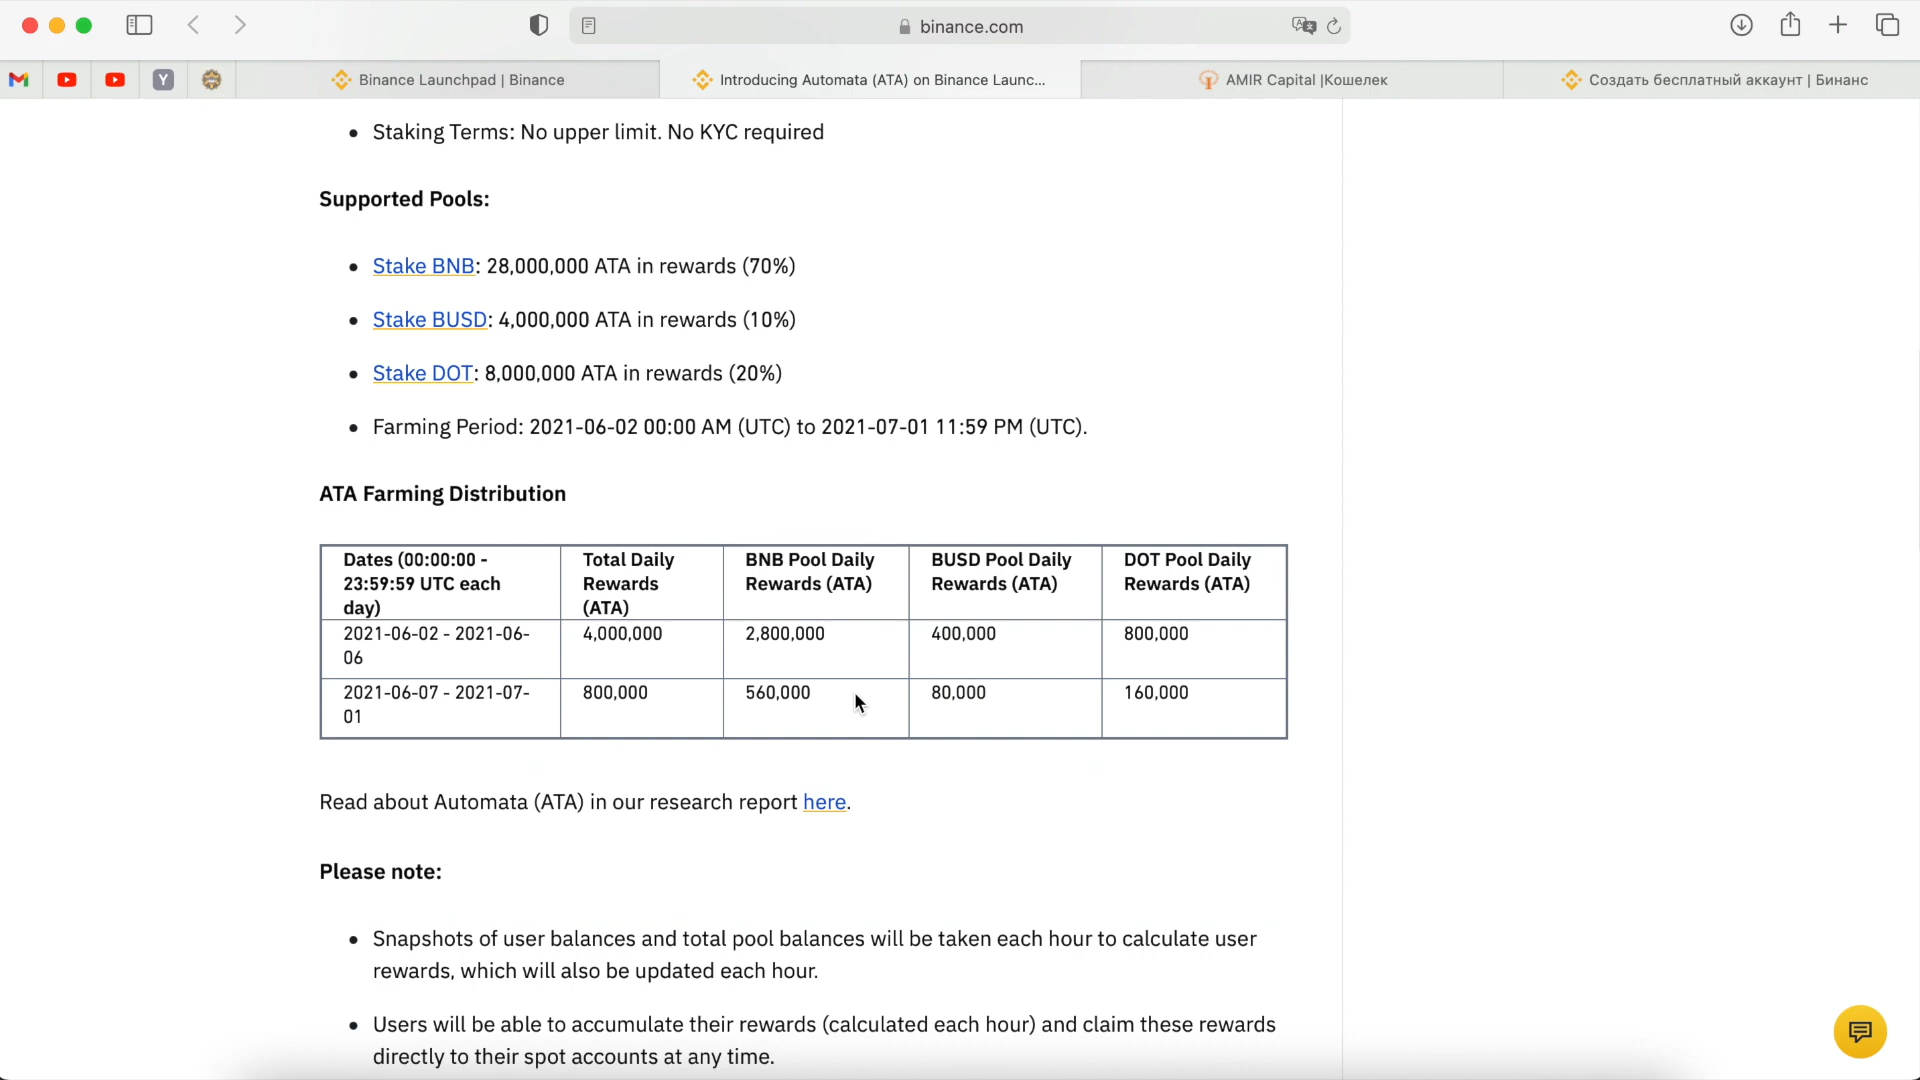 binance.com
Y
Binance Launchpad | Binance
Introducing Automata (ATA) on Binance Launc...
AMIR Capital |Кошелек
Создать бесплатный аккаунт | Бинанс
Staking Terms: No upper limit. No KYC required
Supported Pools:
Stake BNB: 28,000,000 ATA in rewards (70%)
Stake BUSD: 4,000,000 ATA in rewards (10%)
Stake DOT: 8,000,000 ATA in rewards (20%)
Farming Period: 2021-06-02 00:00 AM (UTC) to 2021-07-01 11:59 PM (UTC).
ATA Farming Distribution
Dates (00:00:00 -
23:59:59 UTC each
day)
Total Daily
Rewards
(ATA)
BNB Pool Daily
Rewards (ATA)
BUSD Pool Daily
Rewards (ATA)
DOT Pool Daily
Rewards (ATA)
2021-06-02 - 2021-06-
06
4,000,000
2,800,000
400,000
800,000
2021-06-07 - 2021-07-
01
800,000
560,000
80,000
160,000
Read about Automata (ATA) in our research report here.
Please note:
Snapshots of user balances and total pool balances will be taken each hour to calculate user
rewards, which will also be updated each hour.
Users will be able to accumulate their rewards (calculated each hour) and claim these rewards
directly to their spot accounts at any time.